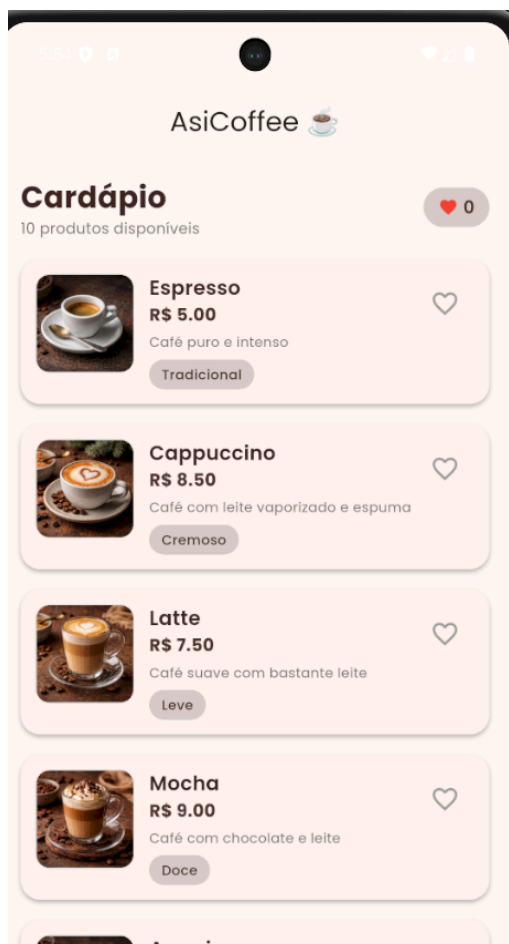 5:54
AsiCoffee ☕
Cardápio
10 produtos disponíveis
0
Espresso
R$ 5.00
Café puro e intenso
Tradicional
Cappuccino
R$ 8.50
Café com leite vaporizado e espuma
Cremoso
Latte
R$ 7.50
Café suave com bastante leite
Leve
Mocha
R$ 9.00
Café com chocolate e leite
Doce